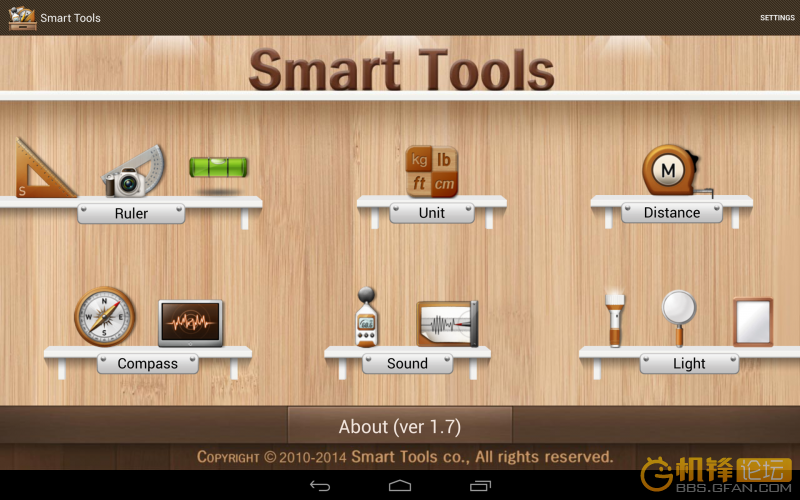 Smart Tools
SETTINGS
Smart Tools
kg lb
ft cm
S
M
Ruler
Unit
Distance
N
W E
S
Compass
Sound
Light
About (ver 1.7)
Copyright © 2010-2014 Smart Tools co., All rights reserved.
机锋论坛
BBS.GFAN.COM